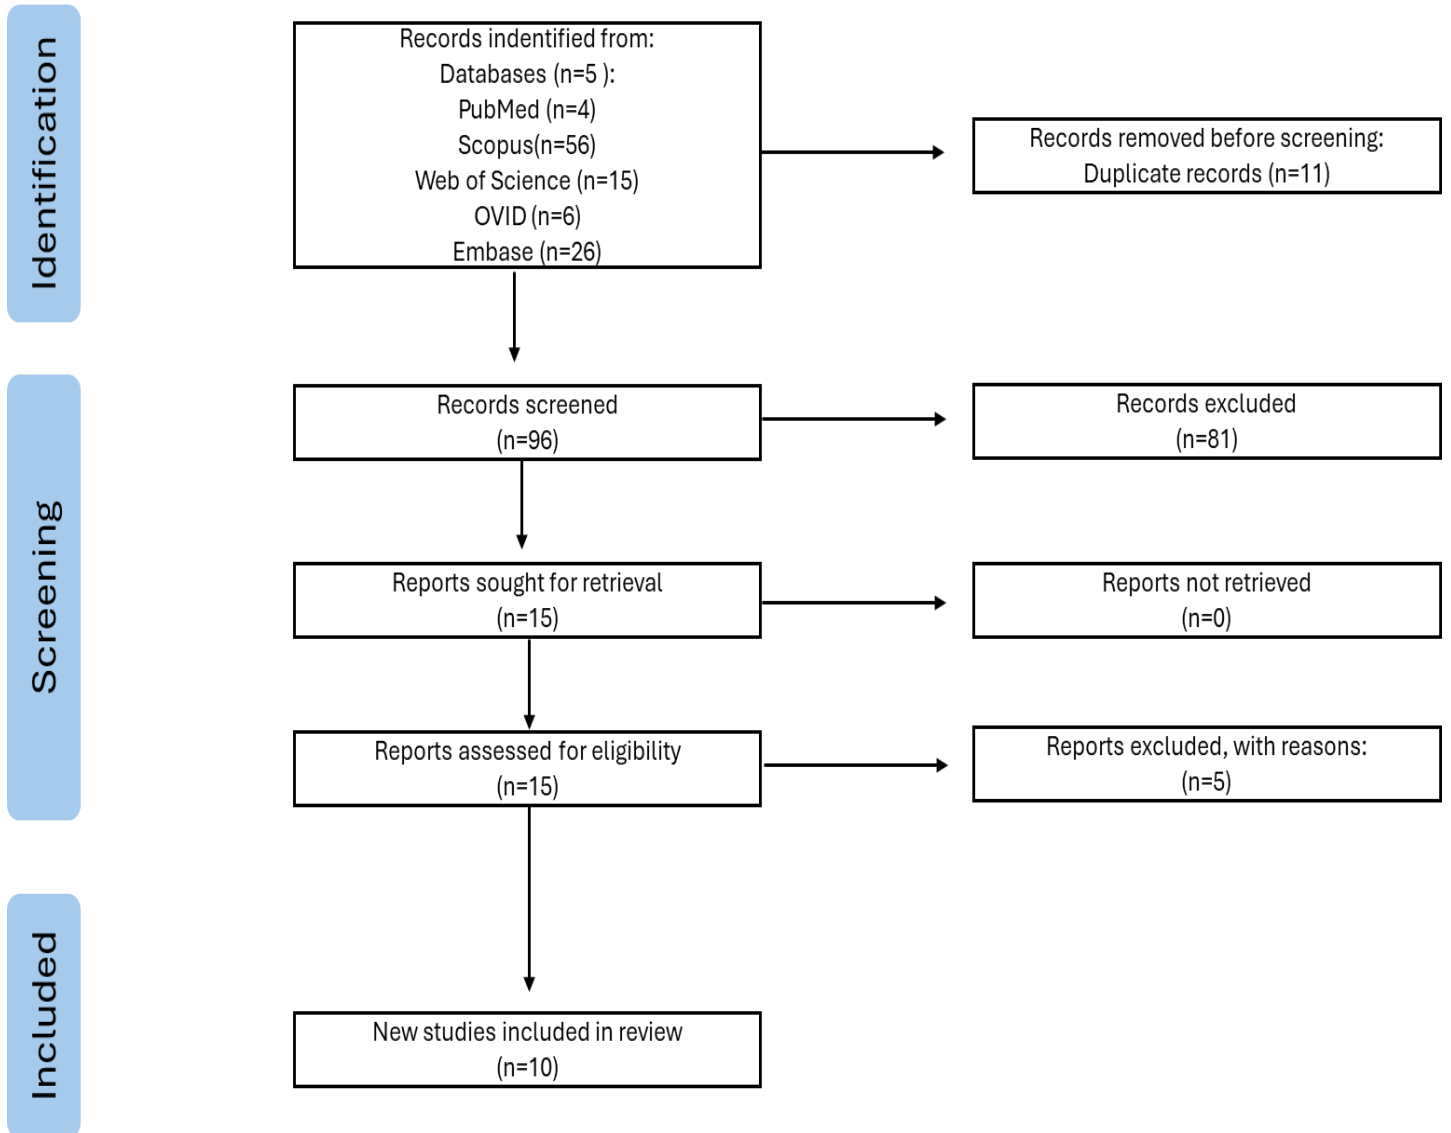 Identification
Records indentified from:
Databases (n=5 ):
PubMed (n=4)
Scopus(n=56)
Web of Science (n=15)
OVID (n=6)
Embase (n=26)
Records removed before screening:
Duplicate records (n=11)
Screening
Records screened
(n=96)
Records excluded
(n=81)
Reports sought for retrieval
(n=15)
Reports not retrieved
(n=0)
Reports assessed for eligibility
(n=15)
Reports excluded, with reasons:
(n=5)
Included
New studies included in review
(n=10)